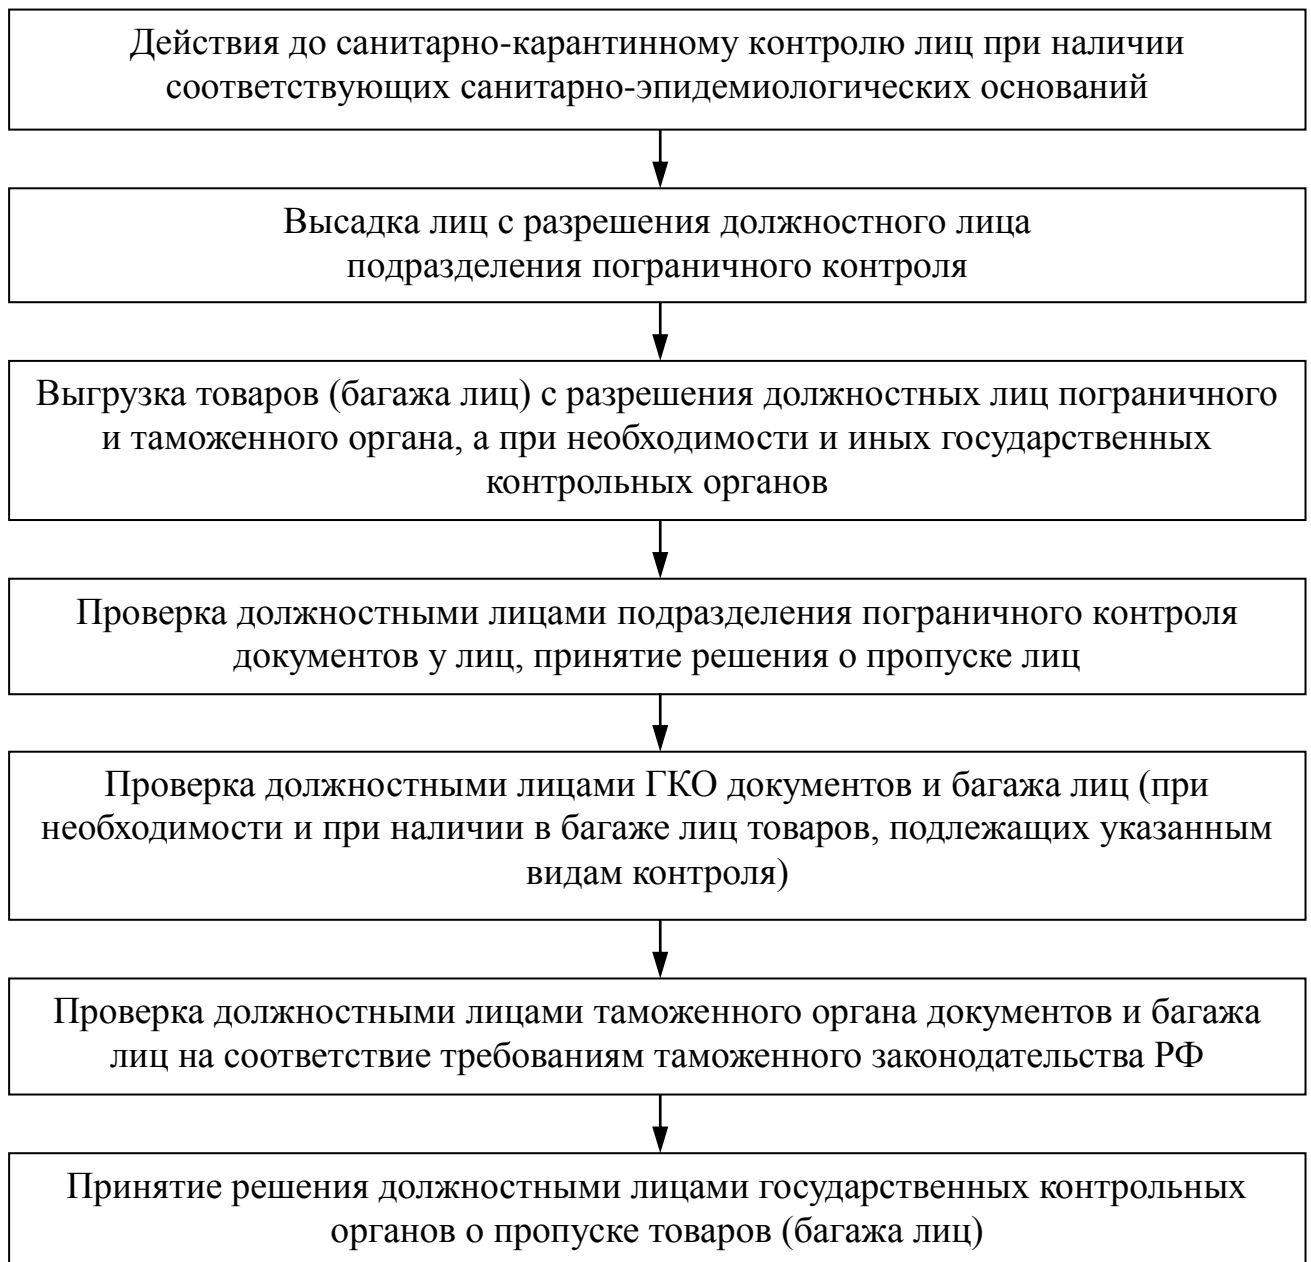 Действия до санитарно-карантинному контролю лиц при наличии
соответствующих санитарно-эпидемиологических оснований
Высадка лиц с разрешения должностного лица
подразделения пограничного контроля
Выгрузка товаров (багажа лиц) с разрешения должностных лиц пограничного
и таможенного органа, а при необходимости и иных государственных
контрольных органов
Проверка должностными лицами подразделения пограничного контроля
документов у лиц, принятие решения о пропуске лиц
Проверка должностными лицами ГКО документов и багажа лиц (при
необходимости и при наличии в багаже лиц товаров, подлежащих указанным
видам контроля)
Проверка должностными лицами таможенного органа документов и багажа
лиц на соответствие требованиям таможенного законодательства РФ
Принятие решения должностными лицами государственных контрольных
органов о пропуске товаров (багажа лиц)